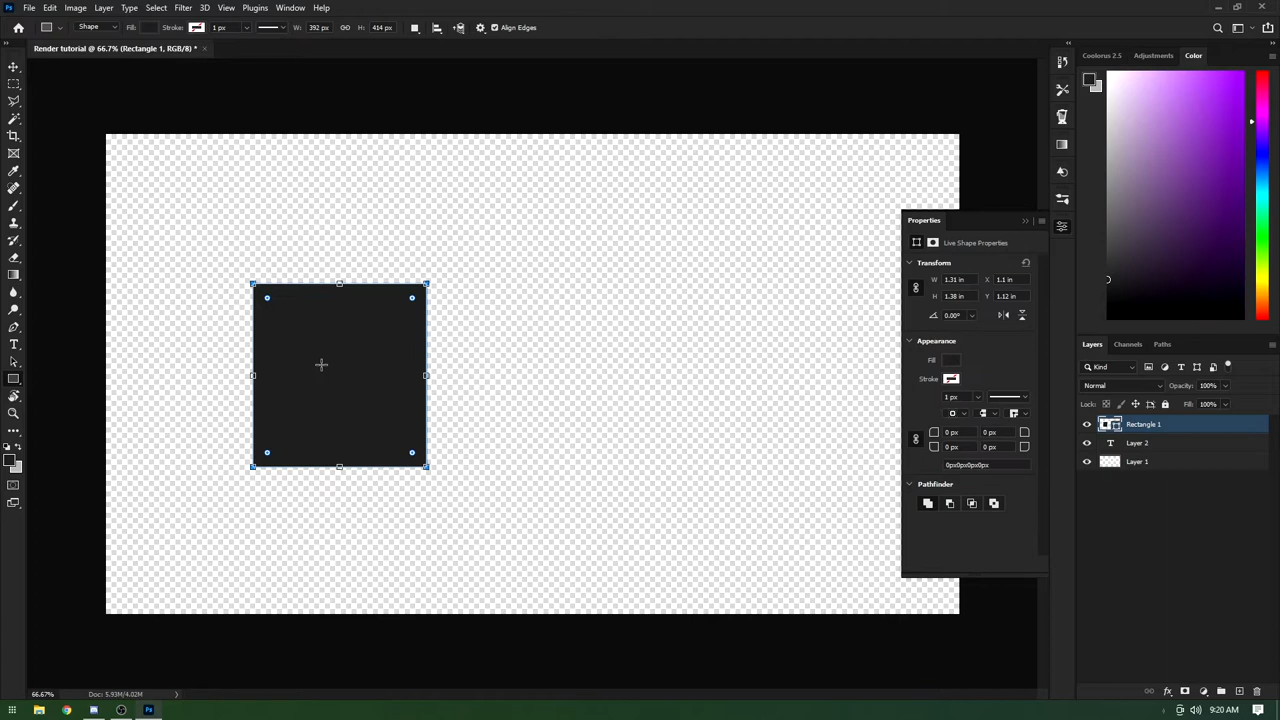 Ps File Edit Image Layer Type Select Filter 3D View Plugins Window Help
Shape Fill: Stroke: 1 px W: 392 px H: 414 px Align Edges
Render tutorial @ 66.7% (Rectangle 1, RGB/8) * ×
Coolorus 2.5 Adjustments Color
Properties
Live Shape Properties
Transform
W 1.31 in X 1.1 in
H 1.38 in Y 1.12 in
0.00°
Appearance
Fill
Stroke
1 px
0 px 0 px
0 px 0 px
0px0px0px0px
Pathfinder
Layers Channels Paths
Kind
Normal Opacity: 100%
Lock: Fill: 100%
Rectangle 1
T Layer 2
Layer 1
66.67% Doc: 5.93M/4.02M
Ps 9:20 AM